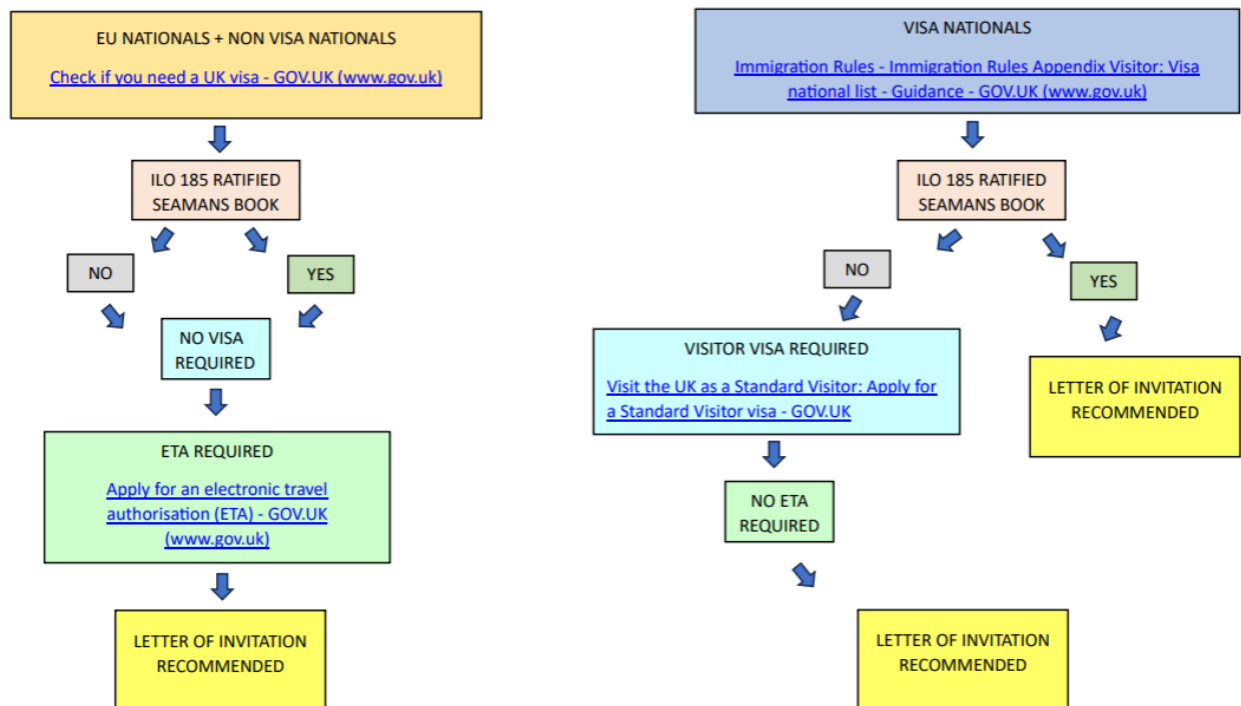 EU NATIONALS + NON VISA NATIONALS
Check if you need a UK visa - GOV.UK (www.gov.uk)
ILO 185 RATIFIED
SEAMANS BOOK
NO
YES
NO VISA
REQUIRED
ETA REQUIRED
Apply for an electronic travel
authorisation (ETA) - GOV.UK
(www.gov.uk)
LETTER OF INVITATION
RECOMMENDED
VISA NATIONALS
Immigration Rules - Immigration Rules Appendix Visitor: Visa
national list - Guidance - GOV.UK (www.gov.uk)
ILO 185 RATIFIED
SEAMANS BOOK
NO
YES
VISITOR VISA REQUIRED
Visit the UK as a Standard Visitor: Apply for
a Standard Visitor visa - GOV.UK
LETTER OF INVITATION
RECOMMENDED
NO ETA
REQUIRED
LETTER OF INVITATION
RECOMMENDED